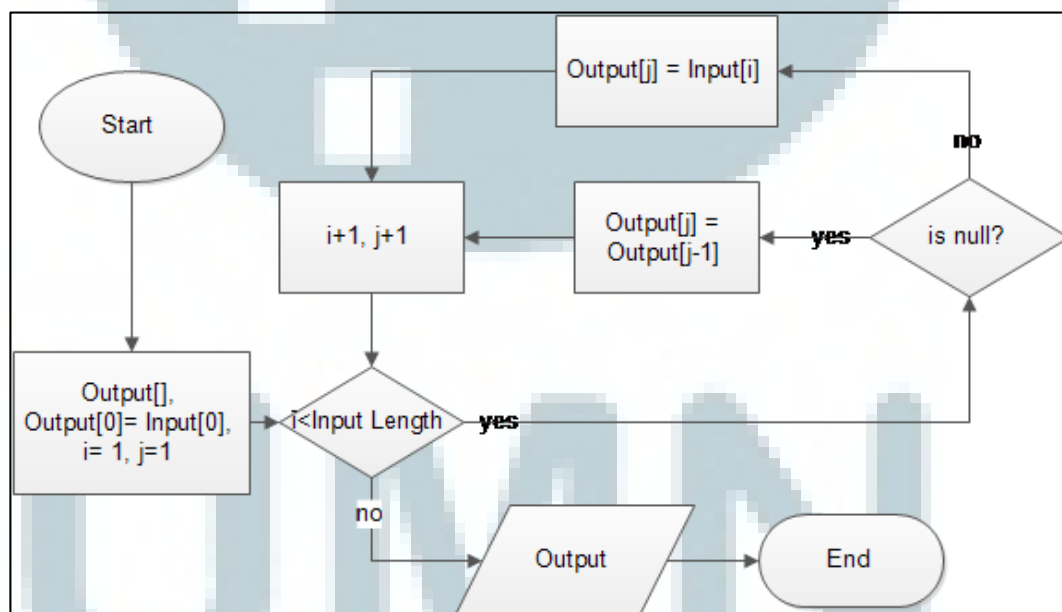 Start
Output[],
Output[0]= Input[0],
i= 1, j=1
i<Input Length
yes
is null?
no
Output[j] = Input[i]
yes
Output[j] =
Output[j-1]
i+1, j+1
no
Output
End
UMN